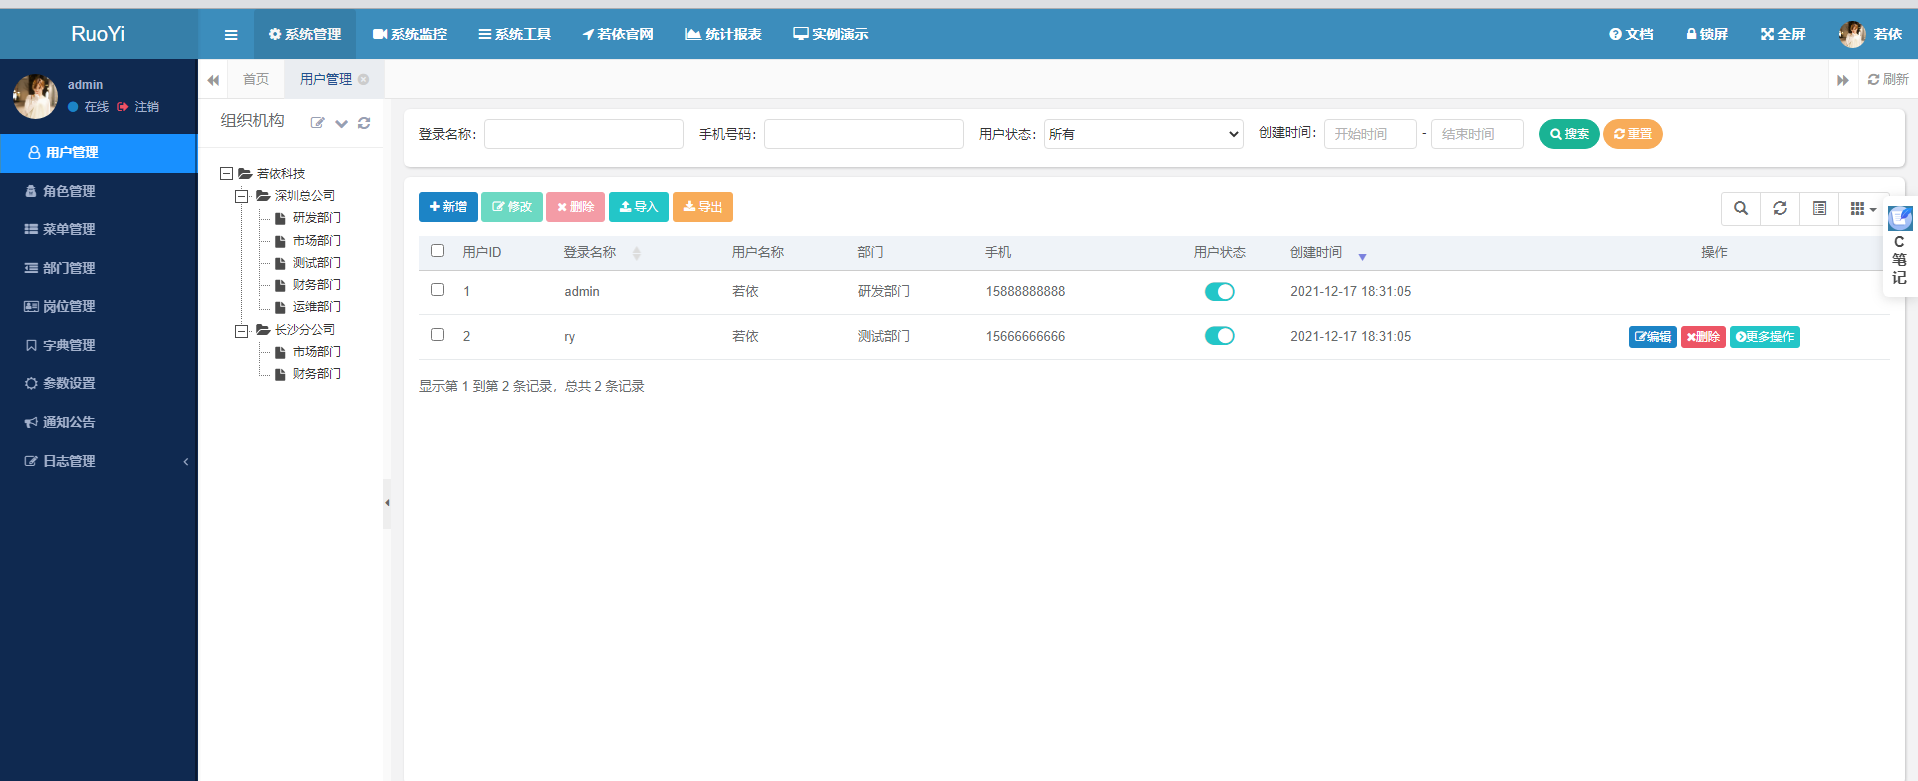 RuoYi
系统管理 系统监控 系统工具 若依官网 统计报表 实例演示 文档 锁屏 全屏 若依
admin
在线 注销
首页 用户管理 刷新
用户管理
角色管理
菜单管理
部门管理
岗位管理
字典管理
参数设置
通知公告
日志管理
组织机构
若依科技
深圳总公司
研发部门
市场部门
测试部门
财务部门
运维部门
长沙分公司
市场部门
财务部门
登录名称： 手机号码： 用户状态： 所有 创建时间： 开始时间 - 结束时间 搜索 重置
新增 修改 删除 导入 导出
用户ID 登录名称 用户名称 部门 手机 用户状态 创建时间 操作
1 admin 若依 研发部门 15888888888 2021-12-17 18:31:05
2 ry 若依 测试部门 15666666666 2021-12-17 18:31:05 编辑 删除 更多操作
显示第 1 到第 2 条记录，总共 2 条记录
C
笔
记